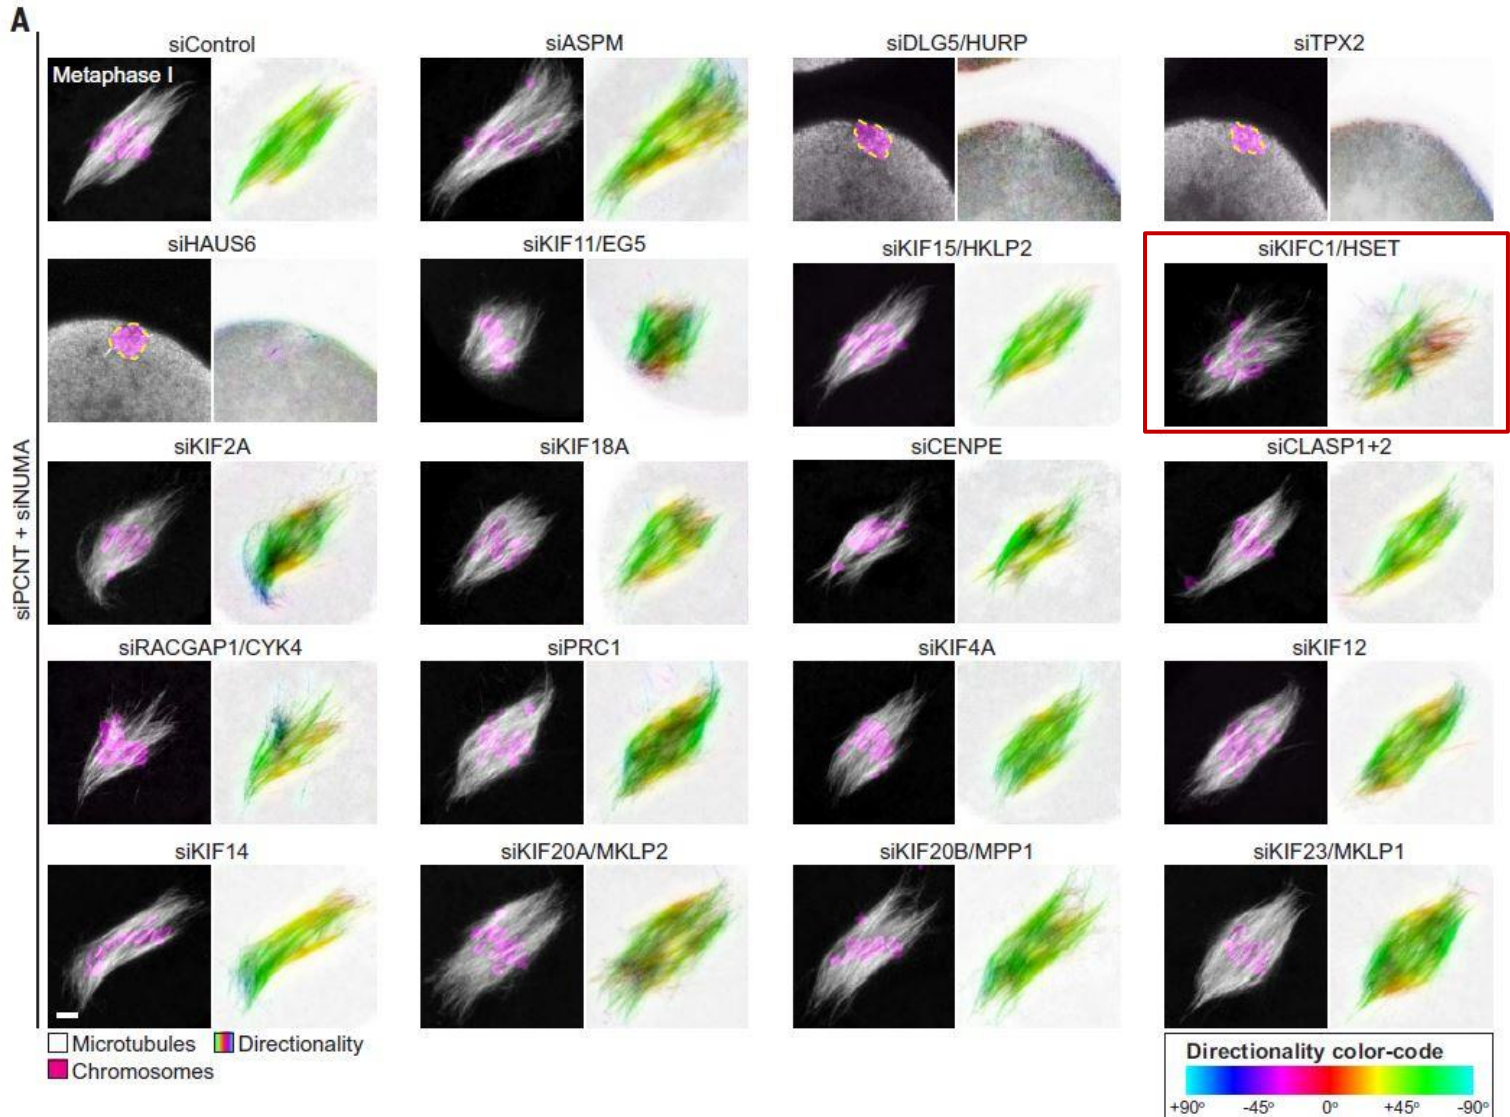 A
siControl siASPM siDLG5/HURP siTPX2
Metaphase I
siHAUS6 siKIF11/EG5 siKIF15/HKLP2 siKIFC1/HSET
siPCNT + siNUMA
siKIF2A siKIF18A siCENPE siCLASP1+2
siRACGAP1/CYK4 siPRC1 siKIF4A siKIF12
siKIF14 siKIF20A/MKLP2 siKIF20B/MPP1 siKIF23/MKLP1
Microtubules Directionality
Chromosomes
Directionality color-code
+90° -45° 0° +45° -90°